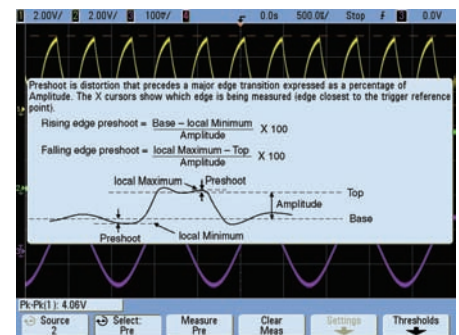 1 2.00V/ 2 2.00V/ 3 100▽/ 4 0.0s 500.0⅟ Stop 3 0.0V
Preshoot is distortion that precedes a major edge transition expressed as a percentage of
Amplitude. The X cursors show which edge is being measured (edge closest to the trigger reference
point).
Rising edge preshoot = Base – local Minimum
Amplitude
X 100
Falling edge preshoot = local Maximum – Top
Amplitude
X 100
local Maximum
Preshoot
Top
Amplitude
Base
Preshoot
local Minimum
Pk-Pk(1): 4.06V
Source
2
Select:
Pre
Measure
Pre
Clear
Meas
Settings
Thresholds